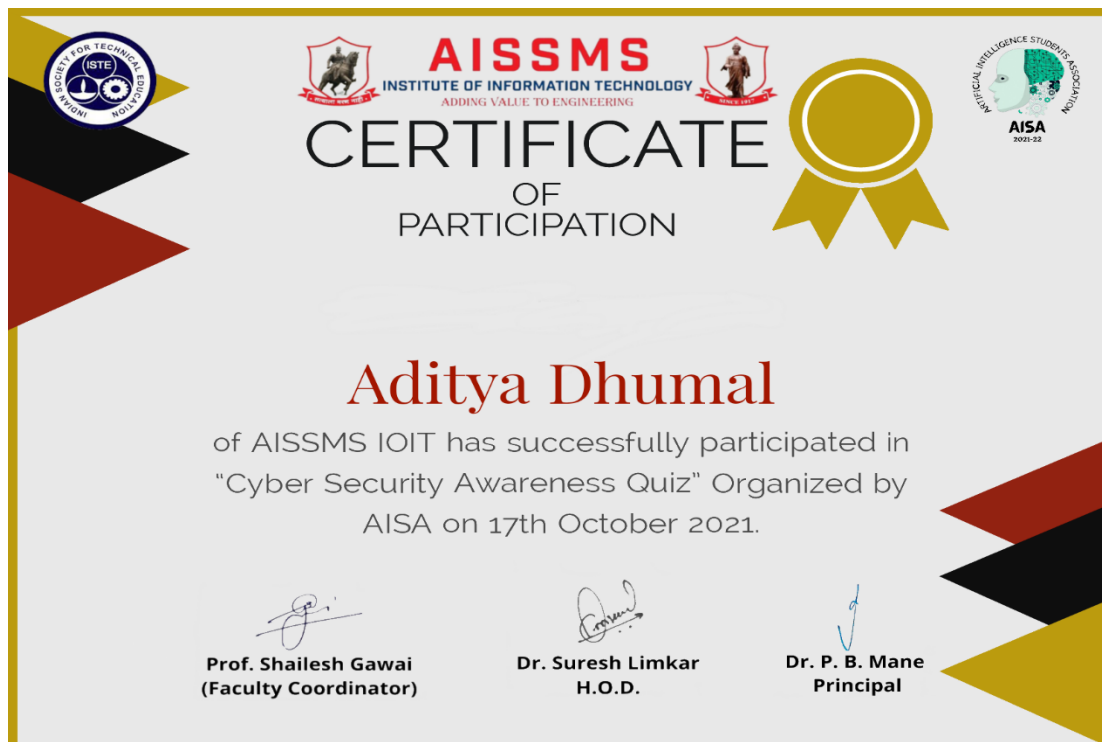 INDIAN SOCIETY FOR TECHNICAL EDUCATION
ISTE
AISSMS
INSTITUTE OF INFORMATION TECHNOLOGY
ADDING VALUE TO ENGINEERING
SINCE 1917
ARTIFICIAL INTELLIGENCE STUDENTS ASSOCIATION
AISA
2021-22
CERTIFICATE
OF
PARTICIPATION
Aditya Dhumal
of AISSMS IOIT has successfully participated in
“Cyber Security Awareness Quiz” Organized by
AISA on 17th October 2021.
Prof. Shailesh Gawai
(Faculty Coordinator)
Dr. Suresh Limkar
H.O.D.
Dr. P. B. Mane
Principal